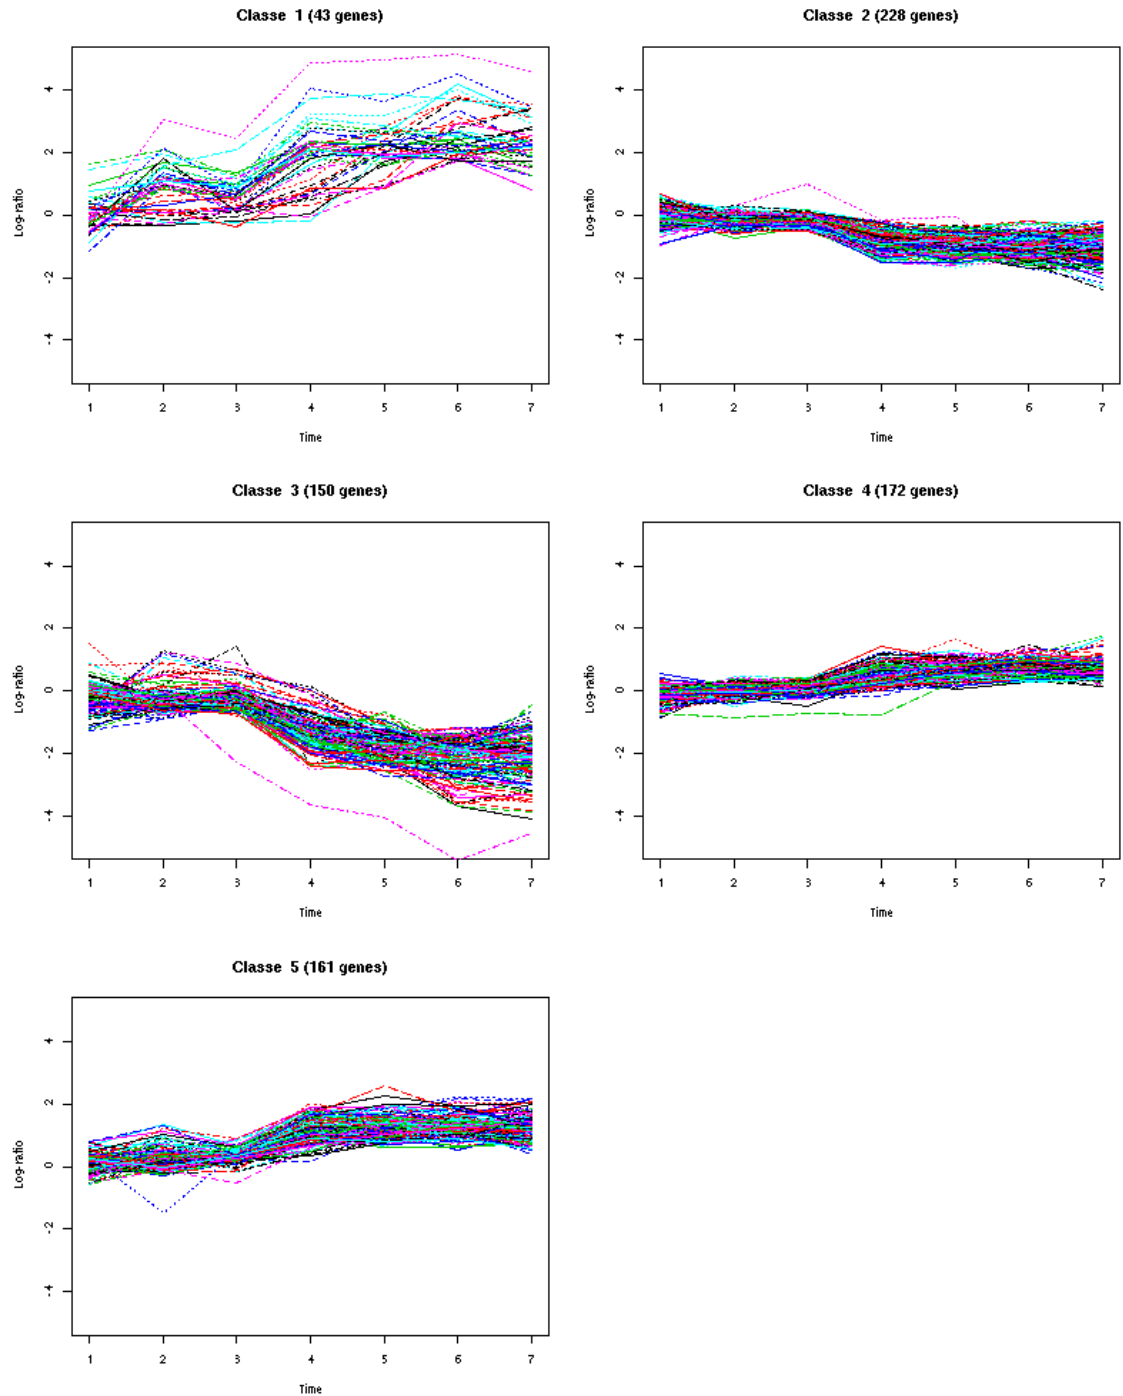 Classe 1 (43 genes)
Log-ratio
4
2
0
-2
-4
1 2 3 4 5 6 7
Time
Classe 2 (228 genes)
Log-ratio
4
2
0
-2
-4
1 2 3 4 5 6 7
Time
Classe 3 (150 genes)
Log-ratio
4
2
0
-2
-4
1 2 3 4 5 6 7
Time
Classe 4 (172 genes)
Log-ratio
4
2
0
-2
-4
1 2 3 4 5 6 7
Time
Classe 5 (161 genes)
Log-ratio
4
2
0
-2
-4
1 2 3 4 5 6 7
Time